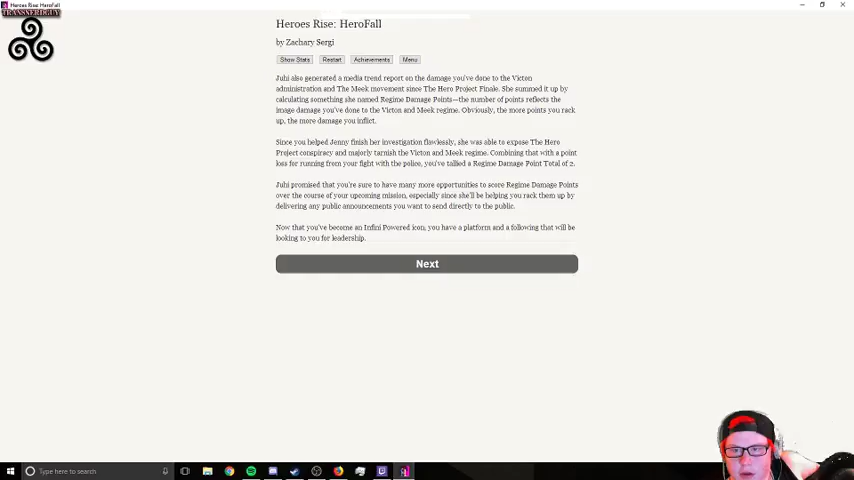 Heroes Rise: HeroFall
TRANSNERDGUY
Heroes Rise: HeroFall
by Zachary Sergi
Show Stats Restart Achievements Menu
Juhi also generated a media trend report on the damage you've done to the Victon
administration and The Meek movement since The Hero Project Finale. She summed it up by
calculating something she named Regime Damage Points—the number of points reflects the
image damage you've done to the Victon and Meek regime. Obviously, the more points you rack
up, the more damage you inflict.
Since you helped Jenny finish her investigation flawlessly, she was able to expose The Hero
Project conspiracy and majorly tarnish the Victon and Meek regime. Combining that with a point
loss for running from your fight with the police, you've tallied a Regime Damage Point Total of 2.
Juhi promised that you're sure to have many more opportunities to score Regime Damage Points
over the course of your upcoming mission, especially since she'll be helping you rack them up by
delivering any public announcements you want to send directly to the public.
Now that you've become an Infini Powered icon, you have a platform and a following that will be
looking to you for leadership.
Next
Type here to search